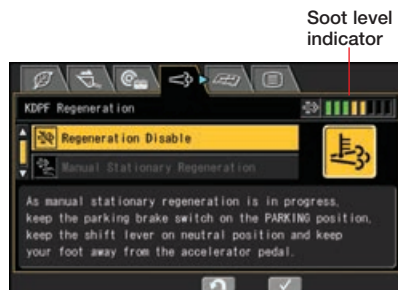 Soot level
indicator
KDPF Regeneration
Regeneration Disable
Manual Stationary Regeneration
As manual stationary regeneration is in progress,
keep the parking brake switch on the PARKING position,
keep the shift lever on neutral position and keep
your foot away from the accelerator pedal.